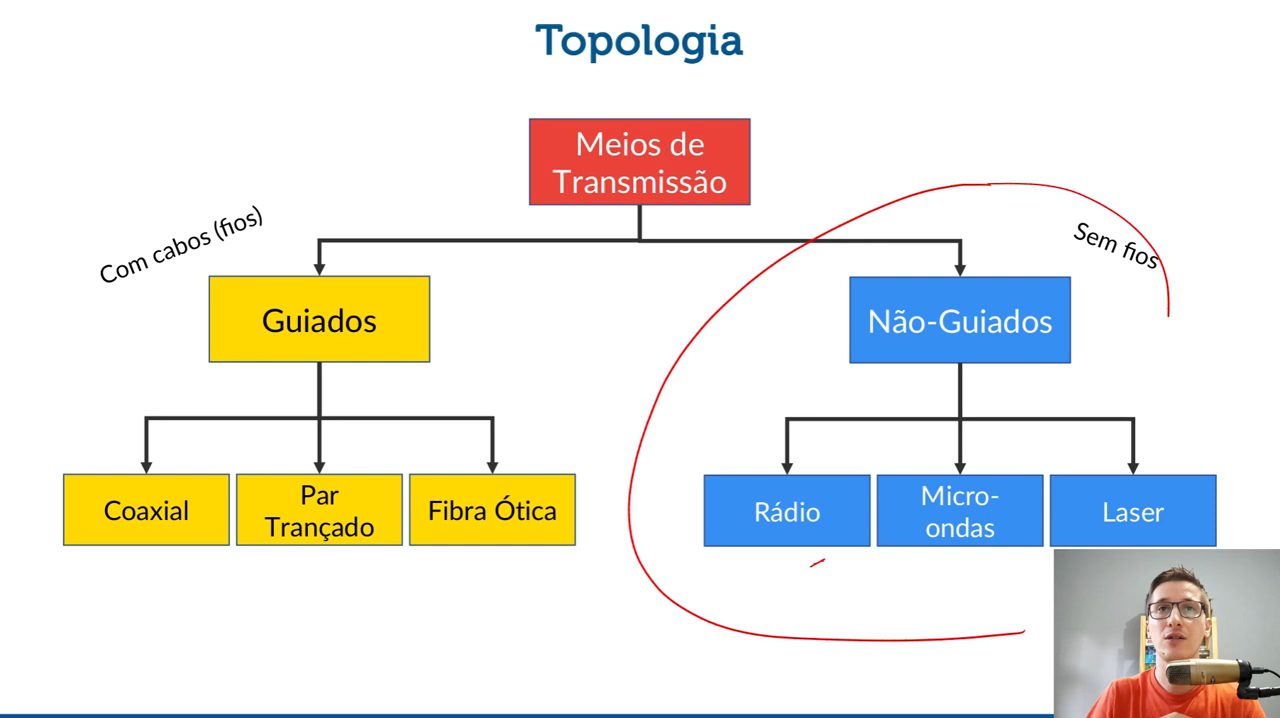 Topologia
Meios de
Transmissão
Com cabos (fios)
Sem fios
Guiados
Não-Guiados
Coaxial
Par
Trançado
Fibra Ótica
Rádio
Micro-
ondas
Laser